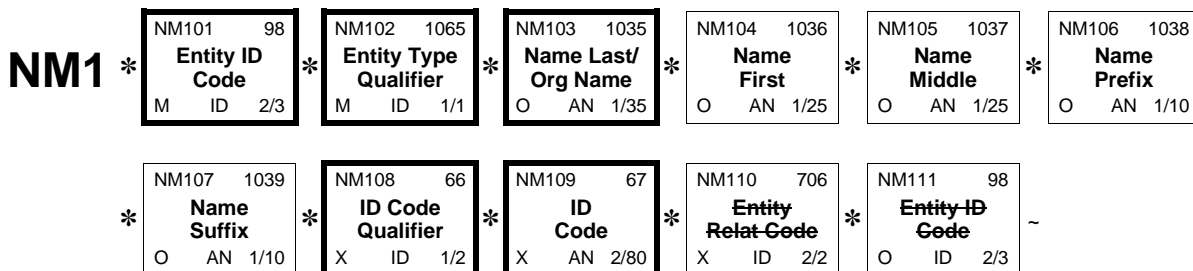 NM101 98 NM102 1065 NM103 1035 NM104 1036 NM105 1037 NM106 1038
NM1 * Entity ID Code * Entity Type Qualifier * Name Last/ Org Name * Name First * Name Middle * Name Prefix
M ID 2/3 M ID 1/1 O AN 1/35 O AN 1/25 O AN 1/25 O AN 1/10
NM107 1039 NM108 66 NM109 67 NM110 706 NM111 98
* Name Suffix * ID Code Qualifier * ID Code * Entity Relat Code * Entity ID Code ~
O AN 1/10 X ID 1/2 X AN 2/80 X ID 2/2 O ID 2/3